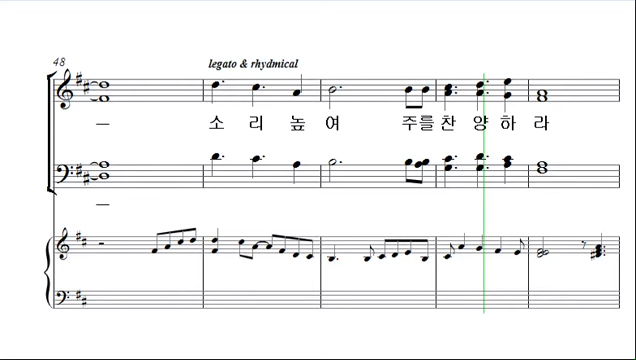 48
legato & rhydmical
소 리 높 여 주를 찬 양 하 라